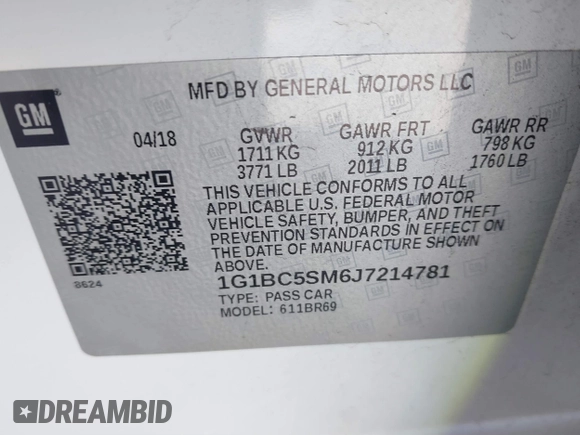 GM
MFD BY GENERAL MOTORS LLC
04/18 GVWR GAWR FRT GAWR RR
1711 KG 912 KG 798 KG
3771 LB 2011 LB 1760 LB
THIS VEHICLE CONFORMS TO ALL
APPLICABLE U.S. FEDERAL MOTOR
VEHICLE SAFETY, BUMPER, AND THEFT
PREVENTION STANDARDS IN EFFECT ON
THE DATE OF MANUFACTURE SHOWN
ABOVE.
8624
1G1BC5SM6J7214781
TYPE: PASS CAR
MODEL: 611BR69
DREAMBID